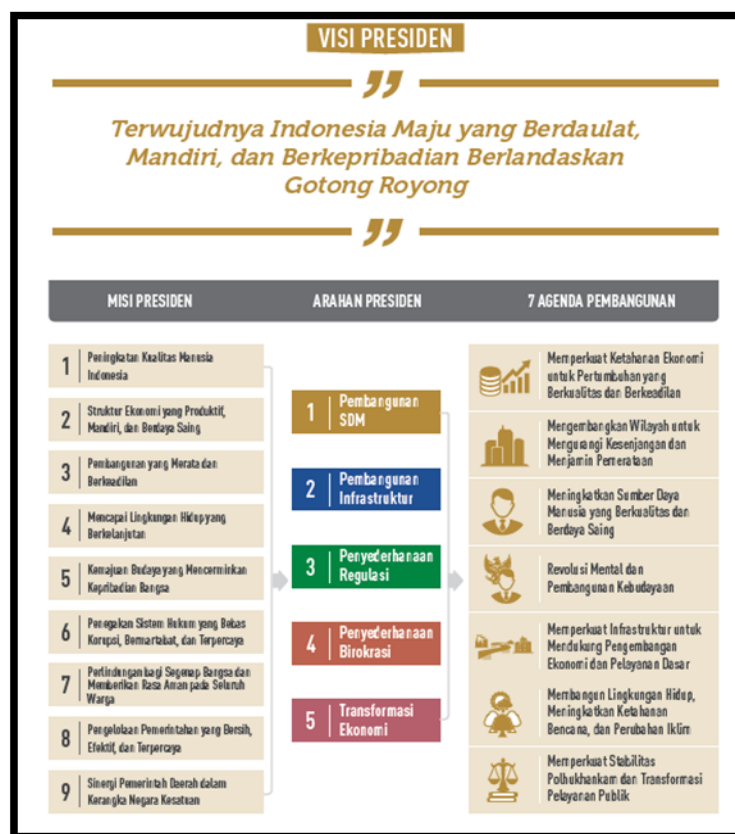 VISI PRESIDEN
Terwujudnya Indonesia Maju yang Berdaulat,
Mandiri, dan Berkepribadian Berlandaskan
Gotong Royong
MISI PRESIDEN
1
Peningkatan Kualitas Manusia
Indonesia
2
Struktur Ekonomi yang Produktif,
Mandiri, dan Berdaya Saing
3
Pembangunan yang Merata dan
Berkeadilan
4
Mencapai Lingkungan Hidup yang
Berkelanjutan
5
Kemajuan Budaya yang Mencerminkan
Kepribadian Bangsa
6
Penegakan Sistem Hukum yang Bebas
Korupsi, Bermartabat, dan Terpercaya
7
Perlindungan bagi Segenap Bangsa dan
Memberikan Rasa Aman pada Seluruh
Warga
8
Pengelolaan Pemerintahan yang Bersih,
Efektif, dan Terpercaya
9
Sinergi Pemerintah Daerah dalam
Kerangka Negara Kesatuan
ARAHAN PRESIDEN
1
Pembangunan
SDM
2
Pembangunan
Infrastruktur
3
Penyederhanaan
Regulasi
4
Penyederhanaan
Birokrasi
5
Transformasi
Ekonomi
7 AGENDA PEMBANGUNAN
Memperkuat Ketahanan Ekonomi
untuk Pertumbuhan yang
Berkualitas dan Berkeadilan
Mengembangkan Wilayah untuk
Mengurangi Kesenjangan dan
Menjamin Pemerataan
Meningkatkan Sumber Daya
Manusia yang Berkualitas dan
Berdaya Saing
Revolusi Mental dan
Pembangunan Kebudayaan
Memperkuat Infrastruktur untuk
Mendukung Pengembangan
Ekonomi dan Pelayanan Dasar
Membangun Lingkungan Hidup,
Meningkatkan Ketahanan
Bencana, dan Perubahan Iklim
Memperkuat Stabilitas
Polhukhankam dan Transformasi
Pelayanan Publik